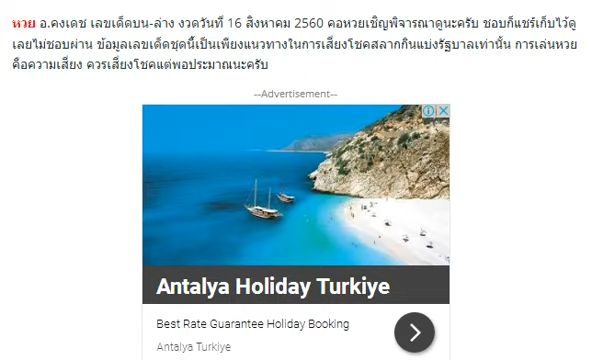 หวย อ.คงเดช เลขเด็ดบน-ล่าง งวดวันที่ 16 สิงหาคม 2560 คอหวยเชิญพิจารณาดูนะครับ ชอบก็แชร์เก็บไว้ดู
เลยไม่ชอบผ่าน ข้อมูลเลขเด็ดชุดนี้เป็นเพียงแนวทางในการเสี่ยงโชคสลากกินแบ่งรัฐบาลเท่านั้น การเล่นหวย
คือความเสี่ยง ควรเสี่ยงโชคแต่พอประมาณนะครับ
--Advertisement--
Antalya Holiday Turkiye
Best Rate Guarantee Holiday Booking
Antalya Turkiye